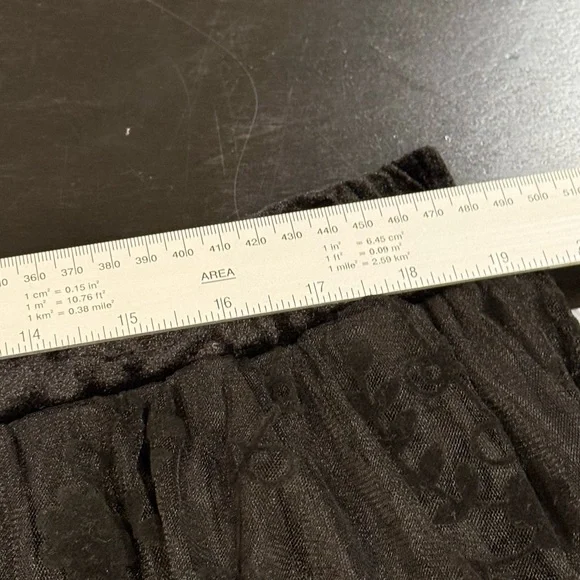 36|0 37|0 38|0 39|0 40|0 41|0 42|0 43|0 44|0 45|0 46|0 47|0 48|0 49|0 50|0 51|
1 cm² = 0.15 in²
1 m² = 10.76 ft²
1 km² = 0.38 mile²
AREA
1 in² = 6.45 cm²
1 ft² = 0.09 m²
1 mile² = 2.59 km²
1|4 1|5 1|6 1|7 1|8 1|9